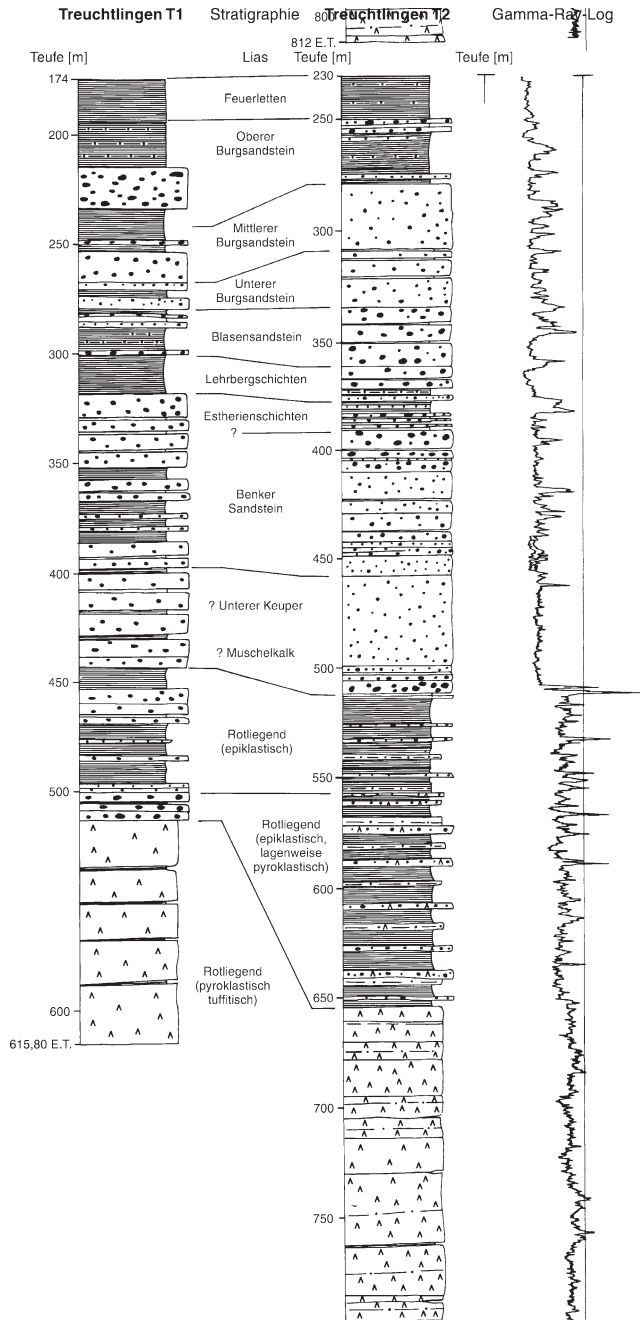 Treuchtlingen T1
Stratigraphie
Treuchtlingen T2
Gamma-Ray-Log
800
812 E.T.
Teufe [m]
Lias
Teufe [m]
Teufe [m]
174
200
250
300
350
400
450
500
600
615,80 E.T.
Feuerletten
Oberer
Burgsandstein
Mittlerer
Burgsandstein
Unterer
Burgsandstein
Blasensandstein
Lehrbergschichten
Estherienschichten
?
Benker
Sandstein
? Unterer Keuper
? Muschelkalk
Rotliegend
(epiklastisch)
Rotliegend
(epiklastisch,
lagenweise
pyroklastisch)
Rotliegend
(pyroklastisch
tuffitisch)
230
250
300
350
400
450
500
550
600
650
700
750